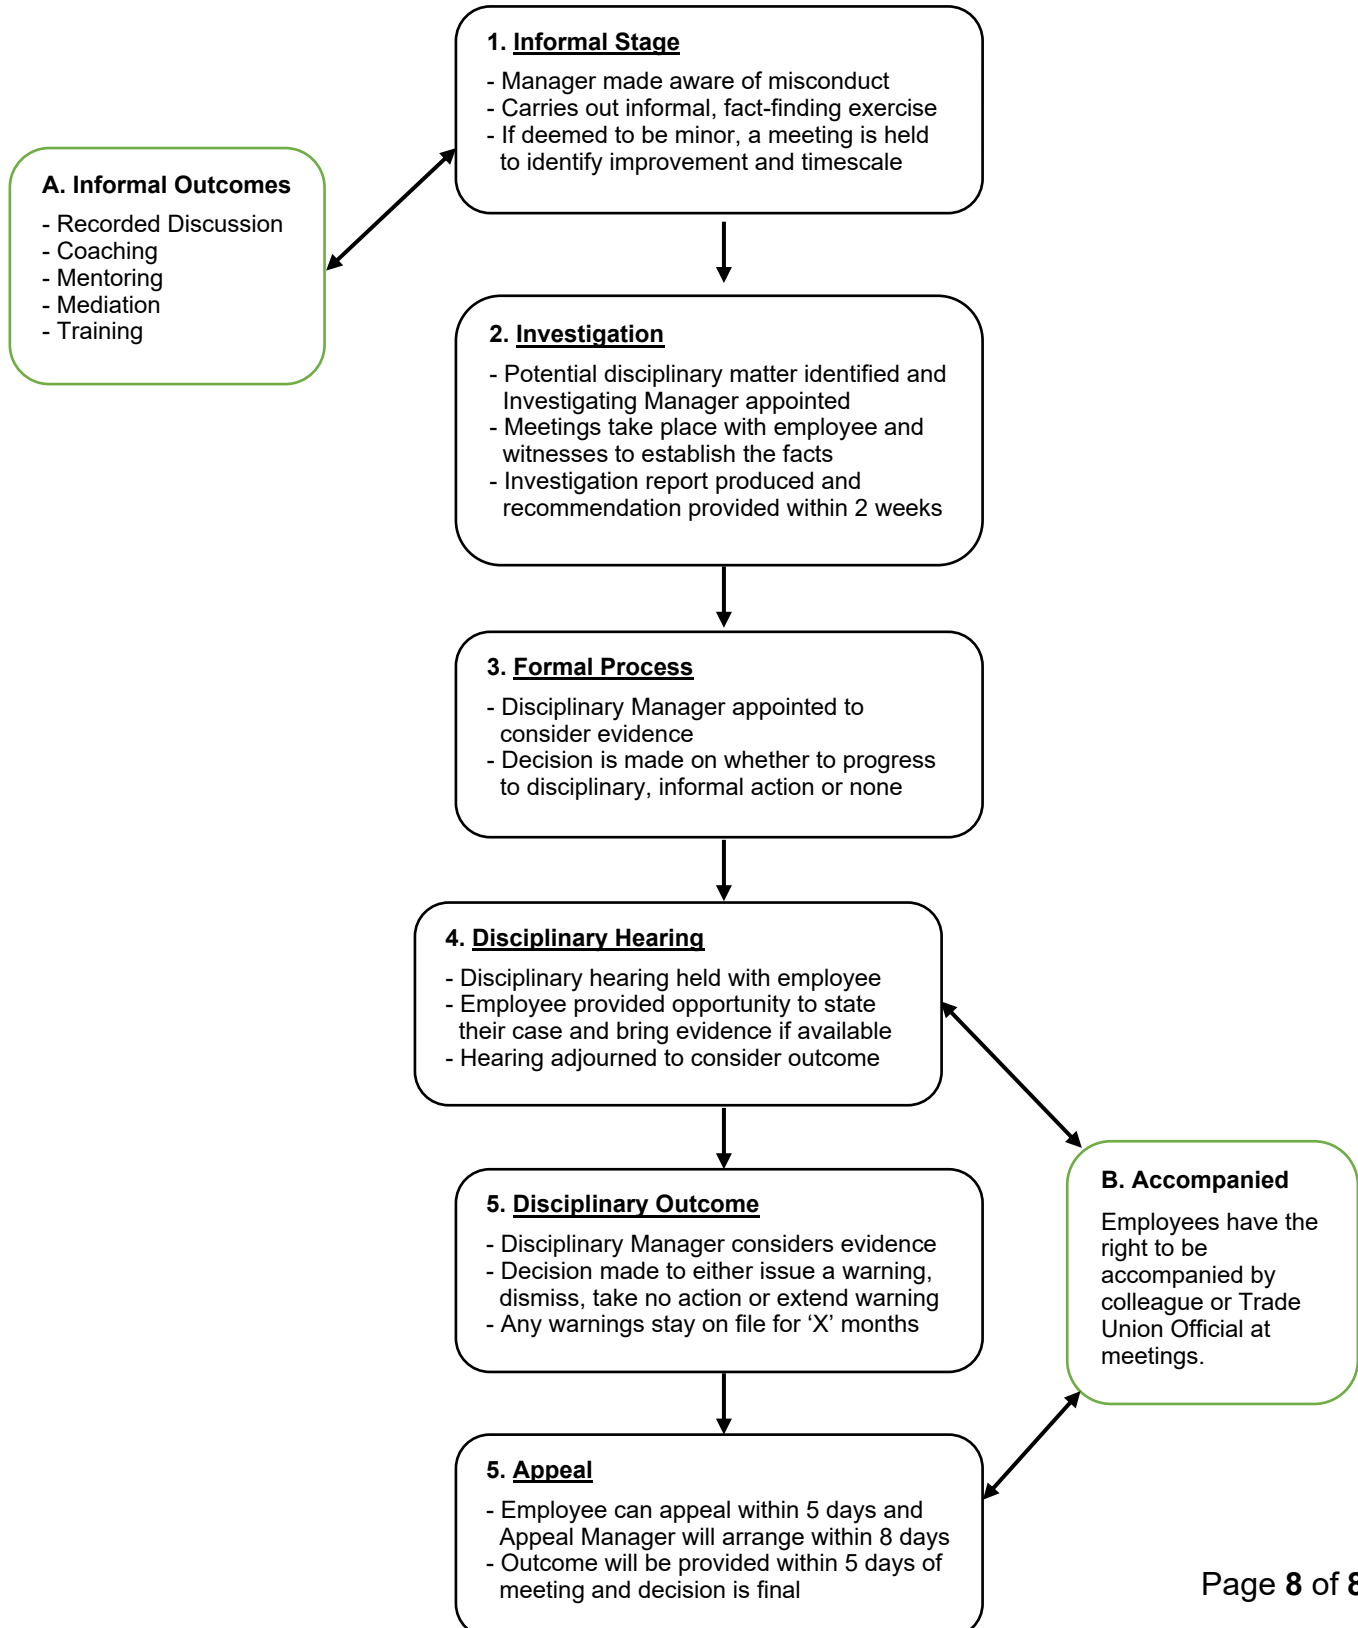 1. Informal Stage
- Manager made aware of misconduct
- Carries out informal, fact-finding exercise
- If deemed to be minor, a meeting is held
to identify improvement and timescale
A. Informal Outcomes
- Recorded Discussion
- Coaching
- Mentoring
- Mediation
- Training
2. Investigation
- Potential disciplinary matter identified and
Investigating Manager appointed
- Meetings take place with employee and
witnesses to establish the facts
- Investigation report produced and
recommendation provided within 2 weeks
3. Formal Process
- Disciplinary Manager appointed to
consider evidence
- Decision is made on whether to progress
to disciplinary, informal action or none
4. Disciplinary Hearing
- Disciplinary hearing held with employee
- Employee provided opportunity to state
their case and bring evidence if available
- Hearing adjourned to consider outcome
5. Disciplinary Outcome
- Disciplinary Manager considers evidence
- Decision made to either issue a warning,
dismiss, take no action or extend warning
- Any warnings stay on file for ‘X’ months
B. Accompanied
Employees have the
right to be
accompanied by
colleague or Trade
Union Official at
meetings.
5. Appeal
- Employee can appeal within 5 days and
Appeal Manager will arrange within 8 days
- Outcome will be provided within 5 days of
meeting and decision is final
Page 8 of 8